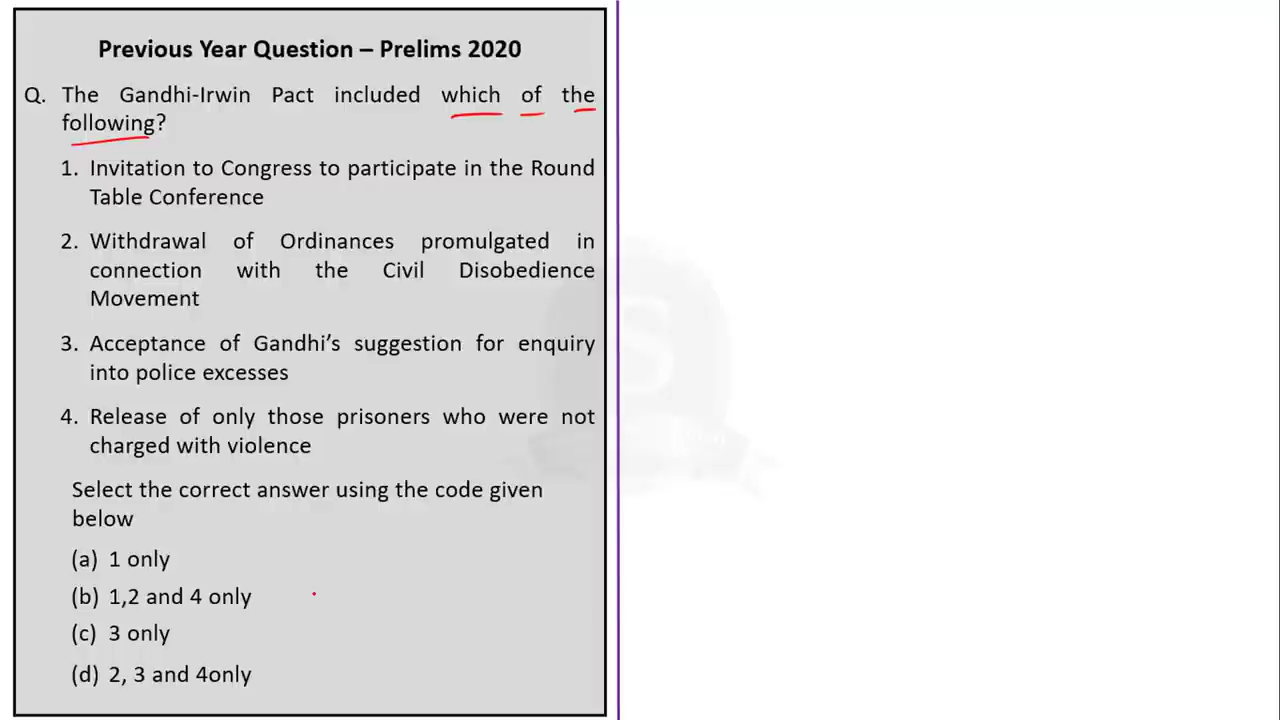 Previous Year Question – Prelims 2020
Q. The Gandhi-Irwin Pact included which of the
following?
1. Invitation to Congress to participate in the Round
Table Conference
2. Withdrawal of Ordinances promulgated in
connection with the Civil Disobedience
Movement
3. Acceptance of Gandhi’s suggestion for enquiry
into police excesses
4. Release of only those prisoners who were not
charged with violence
Select the correct answer using the code given
below
(a) 1 only
(b) 1,2 and 4 only
(c) 3 only
(d) 2, 3 and 4only